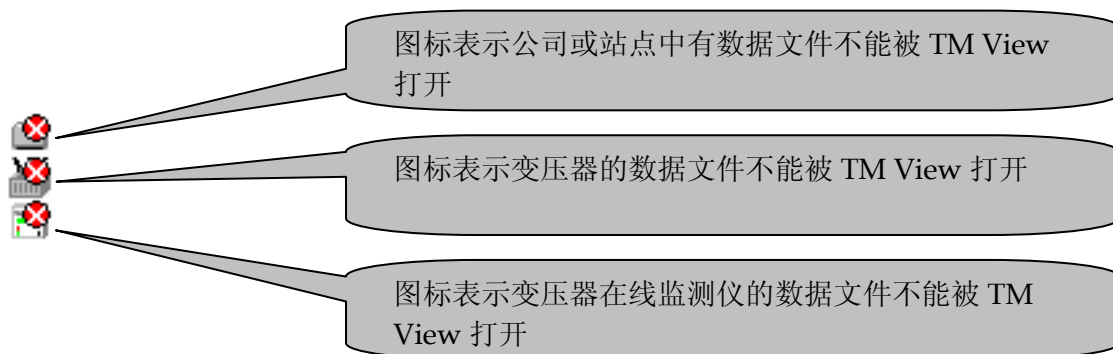 图标表示公司或站点中有数据文件不能被 TM View
打开
图标表示变压器的数据文件不能被 TM View 打开
图标表示变压器在线监测仪的数据文件不能被 TM
View 打开